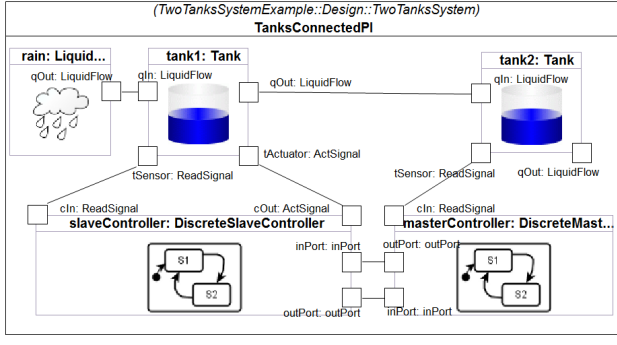 (TwoTanksSystemExample::Design::TwoTanksSystem)
TanksConnectedPI
rain: Liquid...
tank1: Tank
tank2: Tank
qOut: LiquidFlow
qIn: LiquidFlow
qOut: LiquidFlow
qIn: LiquidFlow
tActuator: ActSignal
tSensor: ReadSignal
tSensor: ReadSignal
qOut: LiquidFlow
cIn: ReadSignal
cOut: ActSignal
cIn: ReadSignal
slaveController: DiscreteSlaveController
masterController: DiscreteMast...
inPort: inPort
outPort: outPort
S1
S2
S1
S2
outPort: outPort
inPort: inPort